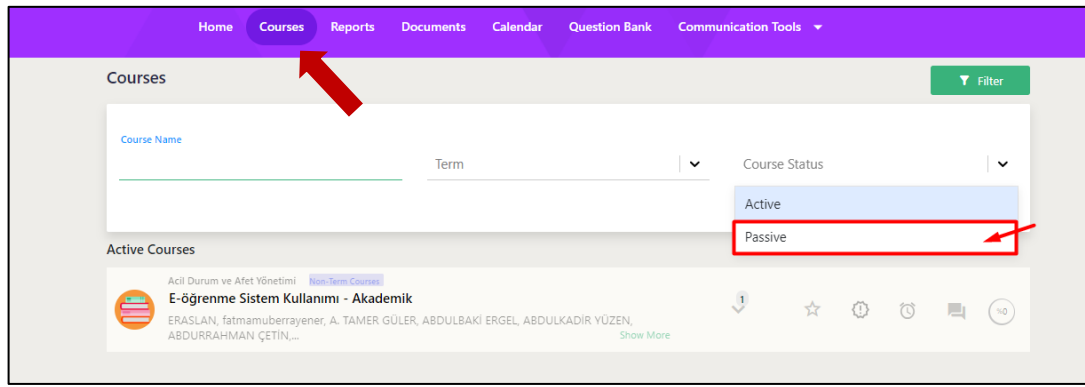 Home Courses Reports Documents Calendar Question Bank Communication Tools
Courses
Filter
Course Name
Term
Course Status
Active
Passive
Active Courses
Acil Durum ve Afet Yönetimi Non-Term Courses
E-öğrenme Sistem Kullanımı - Akademik
1
%0
ERASLAN, fatmamuberrayener, A. TAMER GÜLER, ABDULBAKİ ERGEL, ABDULKADİR YÜZEN,
ABDURRAHMAN ÇETİN,... Show More